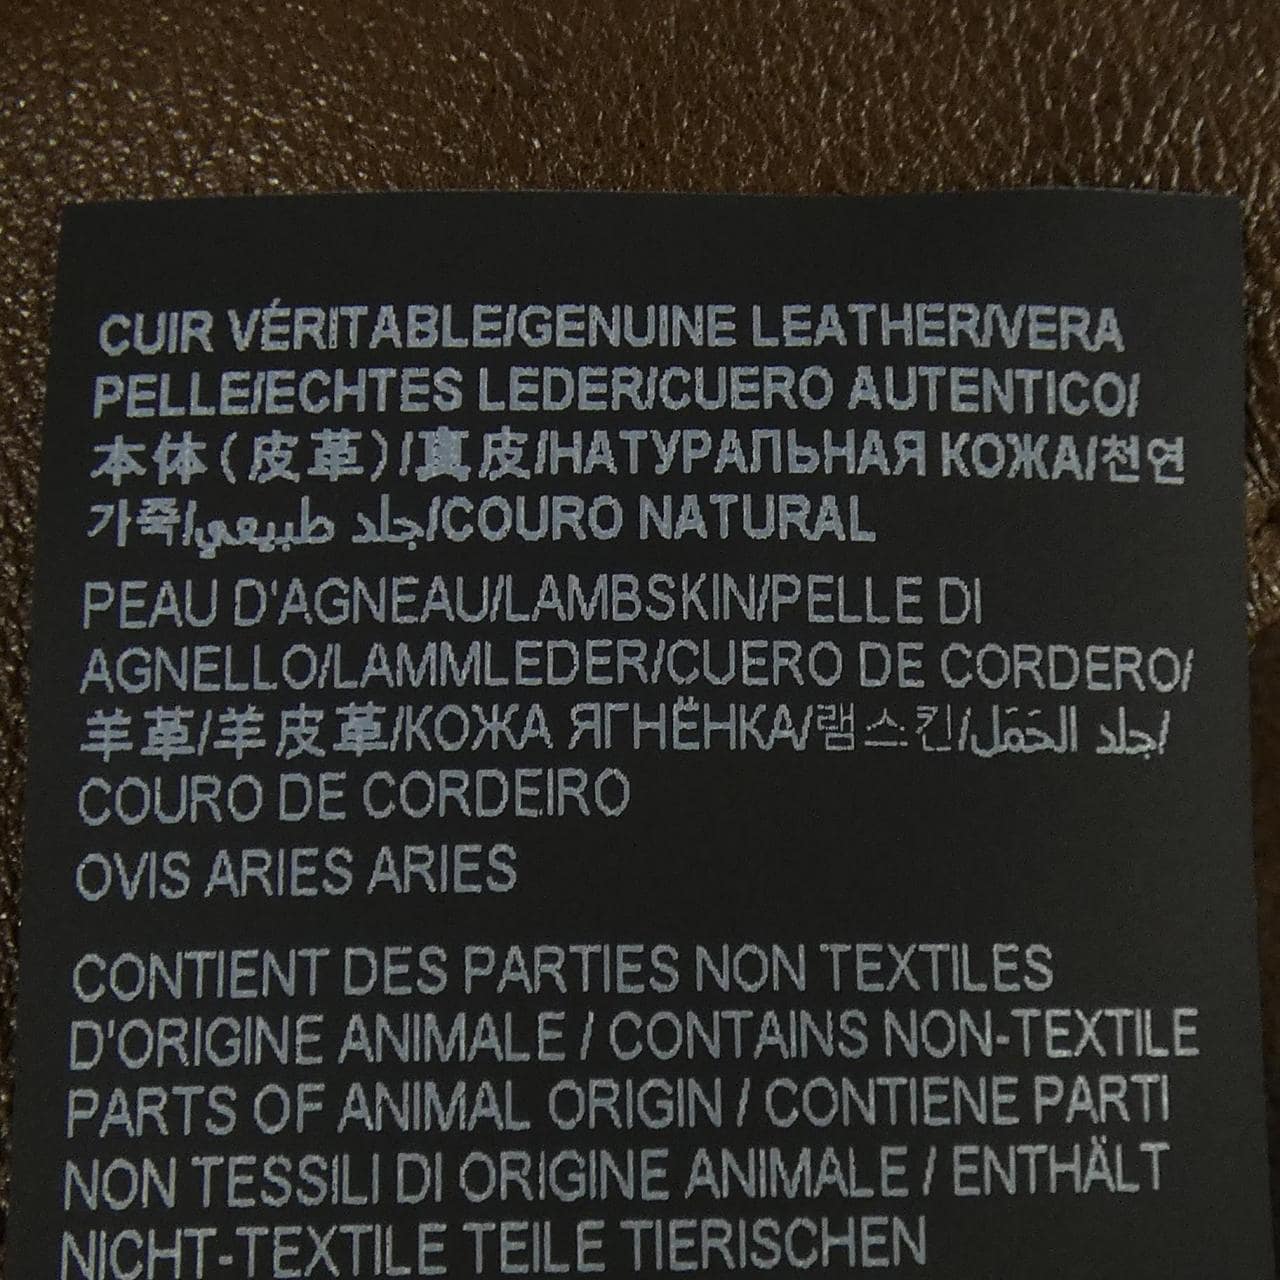 CUIR VÉRITABLE/GENUINE LEATHER/VERA
PELLE/ECHTES LEDER/CUERO AUTENTICO/
本体(皮革)/真皮/НАТУРАЛЬНАЯ КОЖА/천연
가죽/جلد طبيعي/COURO NATURAL
PEAU D'AGNEAU/LAMBSKIN/PELLE DI
AGNELLO/LAMMLEDER/CUERO DE CORDERO/
羊革/羊皮革/КОЖА ЯГНЁНКА/램스킨/جلد الحَمَل/
COURO DE CORDEIRO
OVIS ARIES ARIES
CONTIENT DES PARTIES NON TEXTILES
D'ORIGINE ANIMALE / CONTAINS NON-TEXTILE
PARTS OF ANIMAL ORIGIN / CONTIENE PARTI
NON TESSILI DI ORIGINE ANIMALE / ENTHÄLT
NICHT-TEXTILE TEILE TIERISCHEN